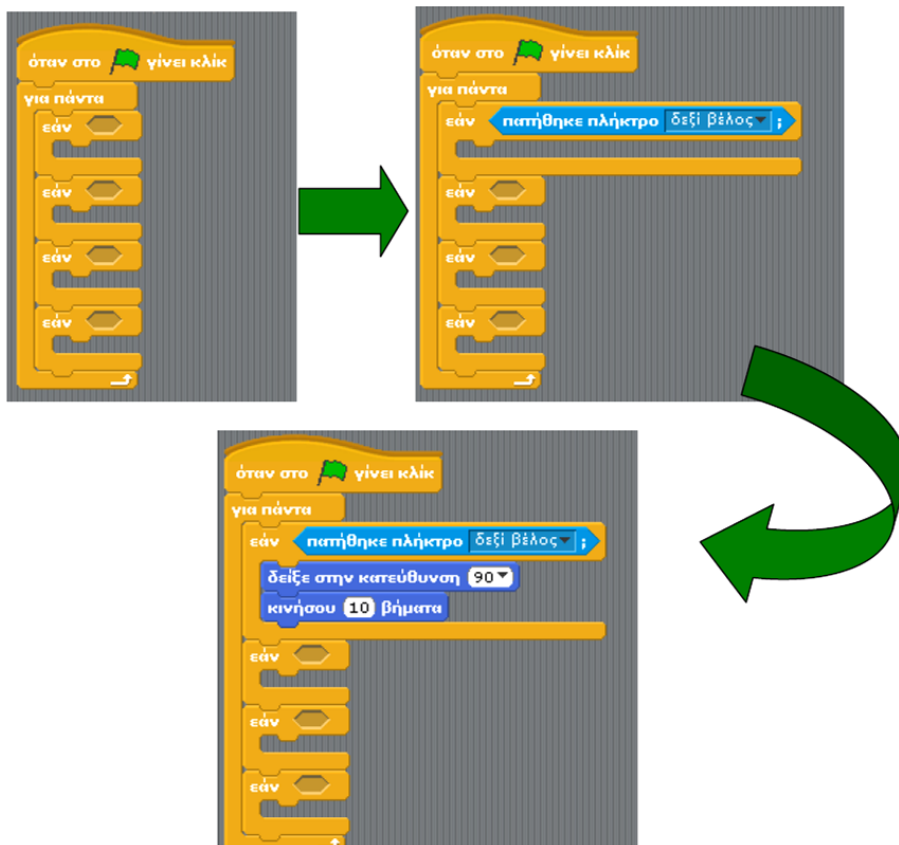 όταν στο γίνει κλίκ
για πάντα
εάν
εάν
εάν
εάν
όταν στο γίνει κλίκ
για πάντα
εάν πατήθηκε πλήκτρο δεξί βέλος ;
εάν
εάν
εάν
όταν στο γίνει κλίκ
για πάντα
εάν πατήθηκε πλήκτρο δεξί βέλος ;
δείξε στην κατεύθυνση 90
κινήσου 10 βήματα
εάν
εάν
εάν